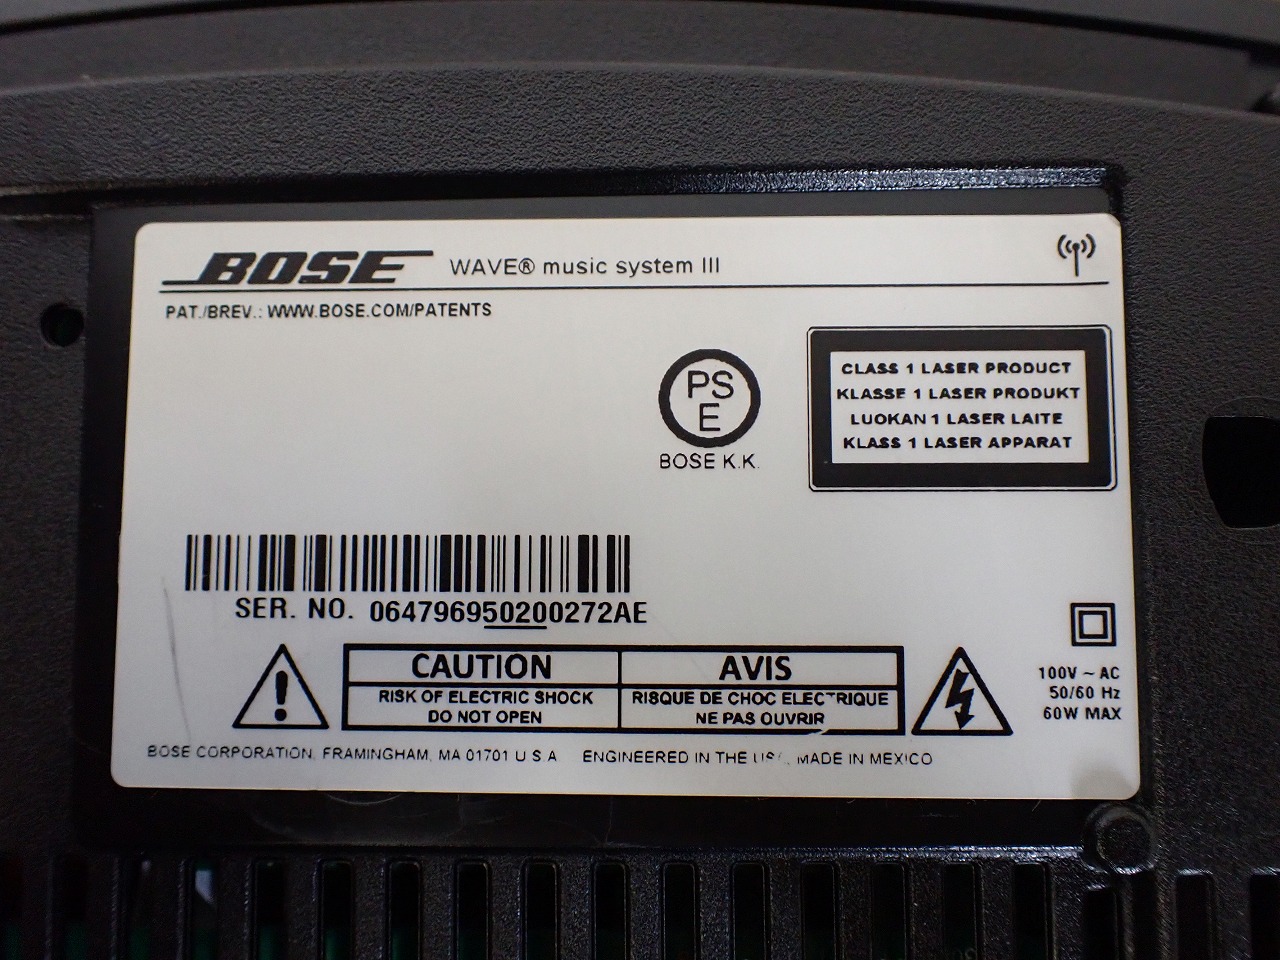 BOSE WAVE® music system III
PAT./BREV.: WWW.BOSE.COM/PATENTS
PS
E
BOSE K.K.
CLASS 1 LASER PRODUCT
KLASSE 1 LASER PRODUKT
LUOKAN 1 LASER LAITE
KLASS 1 LASER APPARAT
SER. NO. 064796950200272AE
CAUTION
RISK OF ELECTRIC SHOCK
DO NOT OPEN
AVIS
RISQUE DE CHOC ELECTRIQUE
NE PAS OUVRIR
100V ~ AC
50/60 Hz
60W MAX
BOSE CORPORATION, FRAMINGHAM, MA 01701 U S A ENGINEERED IN THE MADE IN MEXICO